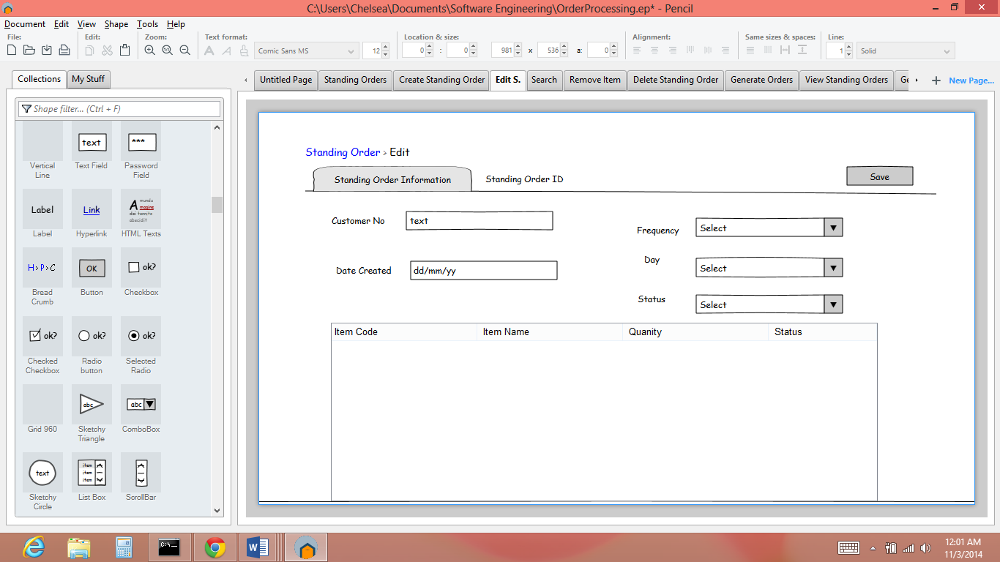 C:\Users\Chelsea\Documents\Software Engineering\OrderProcessing.ep* - Pencil
Document Edit View Shape Tools Help
File: Edit: Zoom: Text format: Location & size: Alignment: Same sizes & spaces: Line:
Comic Sans MS 12 0 : 0 981 x 536 a: 0 1 Solid
Collections My Stuff
Untitled Page Standing Orders Create Standing Order Edit S. Search Remove Item Delete Standing Order Generate Orders View Standing Orders Ge New Page...
Shape filter... (Ctrl + F)
text ***
Vertical Line
Text Field
Password Field
Label Link A mundu magine dei tannito abucidit
Label Hyperlink HTML Texts
H>P>C OK ok?
Bread Crumb
Button
Checkbox
ok? ok? ok?
Checked Checkbox
Radio button
Selected Radio
abc abc
Grid 960
Sketchy Triangle
ComboBox
text item item item
Sketchy Circle
List Box
ScrollBar
Standing Order > Edit
Standing Order Information Standing Order ID Save
Customer No text
Frequency Select
Day Select
Date Created dd/mm/yy
Status Select
Item Code Item Name Quanity Status
C:\_
12:01 AM
11/3/2014